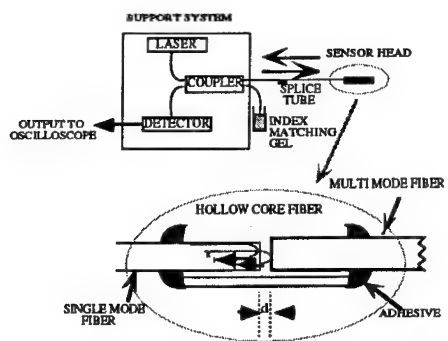 SUPPORT SYSTEM
LASER
COUPLER
DETECTOR
OUTPUT TO
OSCILLOSCOPE
INDEX
MATCHING
GEL
SENSOR HEAD
SPLICE
TUBE
MULTI MODE FIBER
HOLLOW CORE FIBER
SINGLE MODE
FIBER
d
ADHESIVE